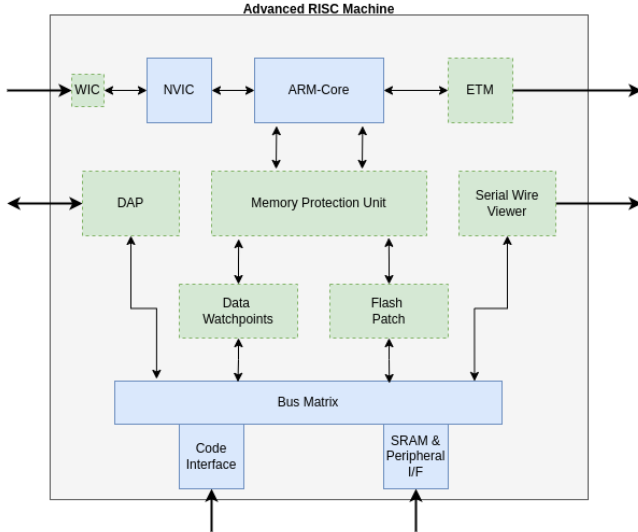 Advanced RISC Machine
WIC
NVIC
ARM-Core
ETM
DAP
Memory Protection Unit
Serial Wire
Viewer
Data
Watchpoints
Flash
Patch
Bus Matrix
Code
Interface
SRAM &
Peripheral
I/F